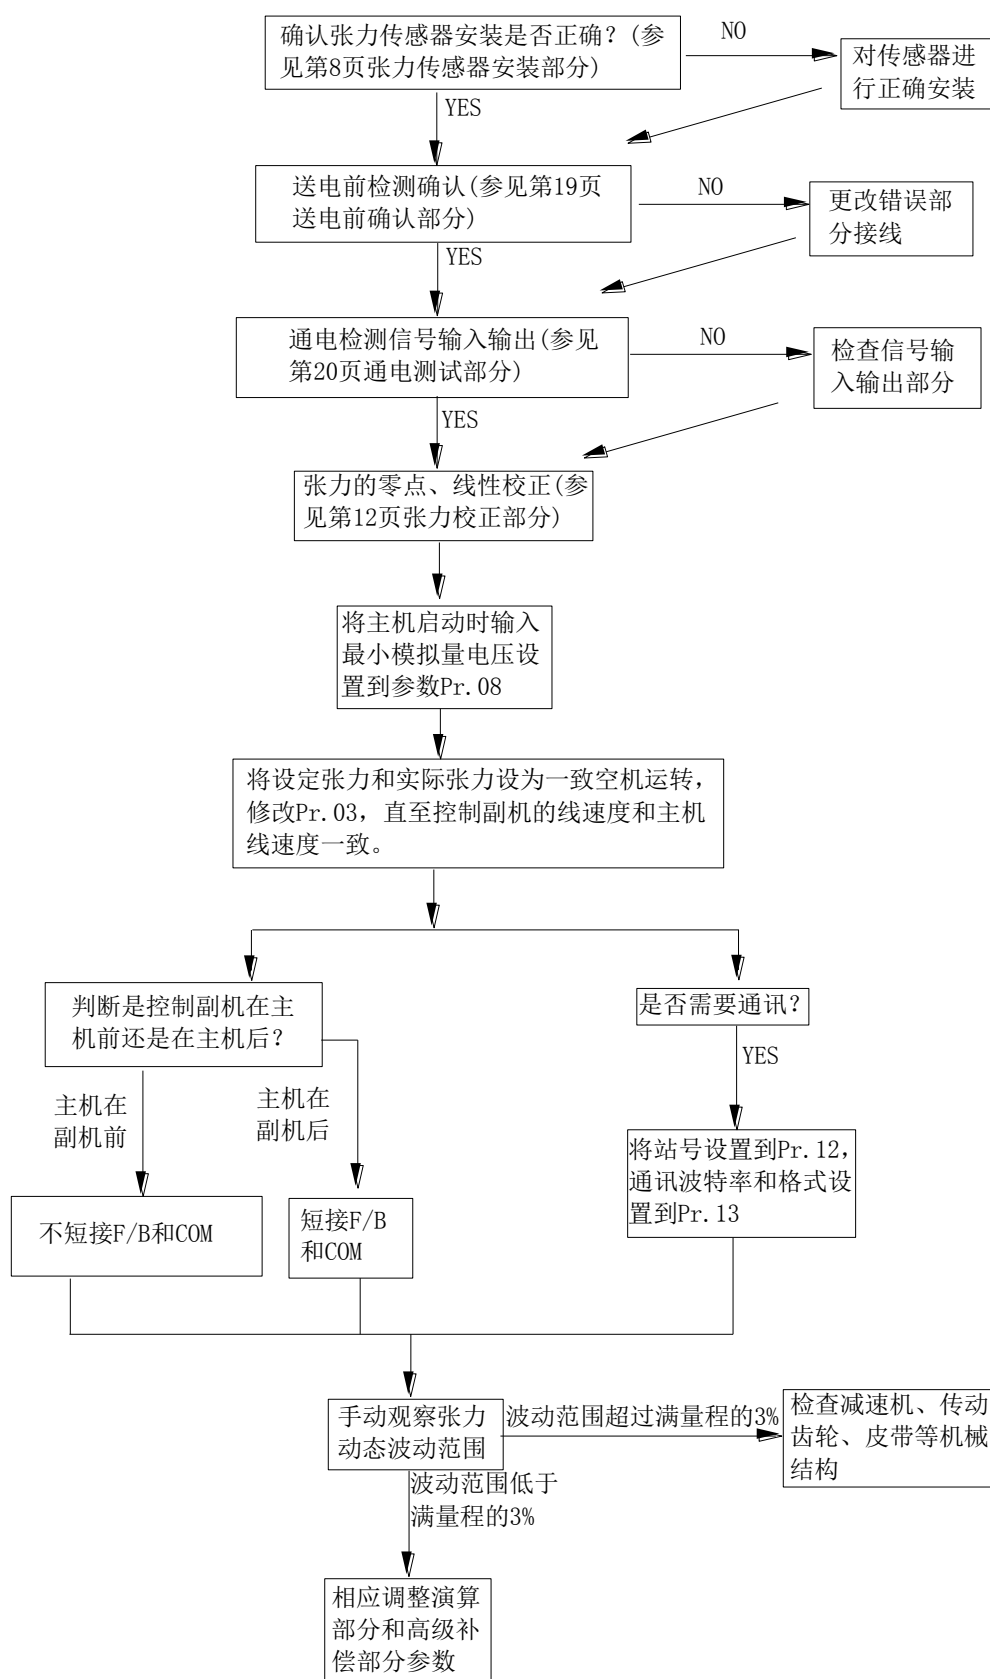 确认张力传感器安装是否正确？(参
见第8页张力传感器安装部分)
NO
对传感器进
行正确安装
YES
送电前检测确认(参见第19页
送电前确认部分)
NO
更改错误部
分接线
YES
通电检测信号输入输出(参见
第20页通电测试部分)
NO
检查信号输
入输出部分
YES
张力的零点、线性校正(参
见第12页张力校正部分)
将主机启动时输入
最小模拟量电压设
置到参数Pr.08
将设定张力和实际张力设为一致空机运转，
修改Pr.03，直至控制副机的线速度和主机
线速度一致。
判断是控制副机在主
机前还是在主机后？
是否需要通讯？
YES
主机在
副机前
主机在
副机后
将站号设置到Pr.12，
通讯波特率和格式设
置到Pr.13
不短接F/B和COM
短接F/B
和COM
手动观察张力
动态波动范围
波动范围超过满量程的3%
检查减速机、传动
齿轮、皮带等机械
结构
波动范围低于
满量程的3%
相应调整演算
部分和高级补
偿部分参数